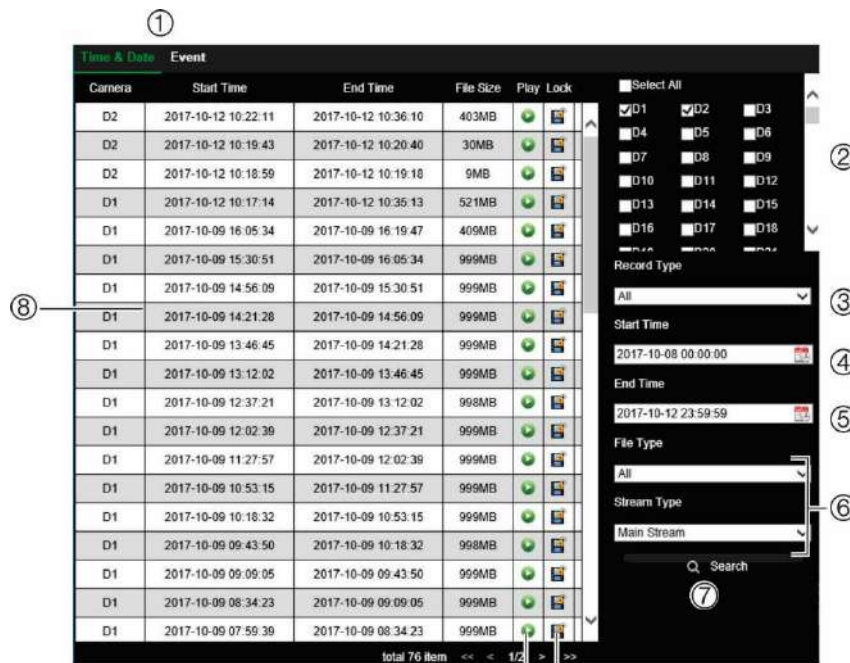 ①
Time & Date Event
Camera Start Time End Time File Size Play Lock
D2 2017-10-12 10:22:11 2017-10-12 10:36:10 403MB
D2 2017-10-12 10:19:43 2017-10-12 10:20:40 30MB
D2 2017-10-12 10:18:59 2017-10-12 10:19:18 9MB
D1 2017-10-12 10:17:14 2017-10-12 10:35:13 521MB
D1 2017-10-09 16:05:34 2017-10-09 16:19:47 409MB
D1 2017-10-09 15:30:51 2017-10-09 16:05:34 999MB
D1 2017-10-09 14:56:09 2017-10-09 15:30:51 999MB
⑧ D1 2017-10-09 14:21:28 2017-10-09 14:56:09 999MB
D1 2017-10-09 13:46:45 2017-10-09 14:21:28 999MB
D1 2017-10-09 13:12:02 2017-10-09 13:46:45 999MB
D1 2017-10-09 12:37:21 2017-10-09 13:12:02 998MB
D1 2017-10-09 12:02:39 2017-10-09 12:37:21 999MB
D1 2017-10-09 11:27:57 2017-10-09 12:02:39 999MB
D1 2017-10-09 10:53:15 2017-10-09 11:27:57 999MB
D1 2017-10-09 10:18:32 2017-10-09 10:53:15 999MB
D1 2017-10-09 09:43:50 2017-10-09 10:18:32 998MB
D1 2017-10-09 09:09:05 2017-10-09 09:43:50 999MB
D1 2017-10-09 08:34:23 2017-10-09 09:09:05 999MB
D1 2017-10-09 07:59:39 2017-10-09 08:34:23 999MB
total 76 item << < 1/2 > >>
Select All
D1 D2 D3
D4 D5 D6
D7 D8 D9
②
D10 D11 D12
D13 D14 D15
D16 D17 D18
Record Type
All
③
Start Time
2017-10-08 00:00:00
④
End Time
2017-10-12 23:59:59
⑤
File Type
All
Stream Type
⑥
Main Stream
Search
⑦